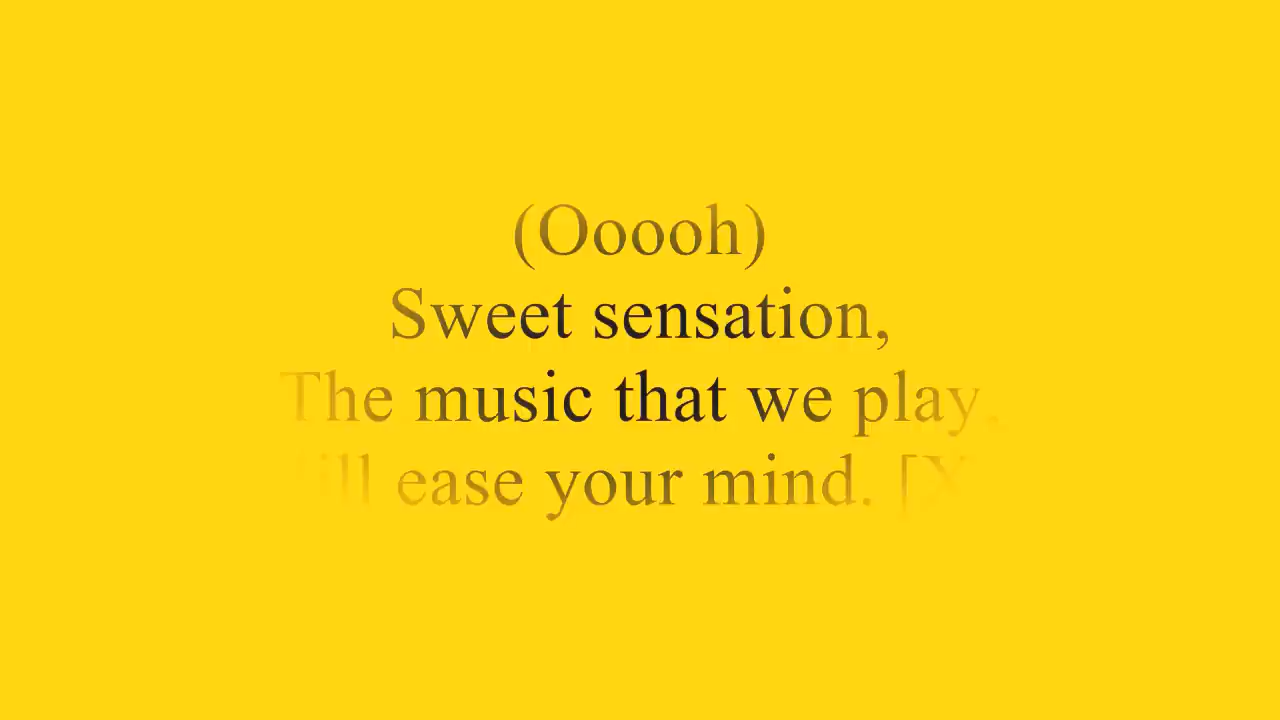 (Ooooh)
Sweet sensation,
The music that we play,
ease your mind.